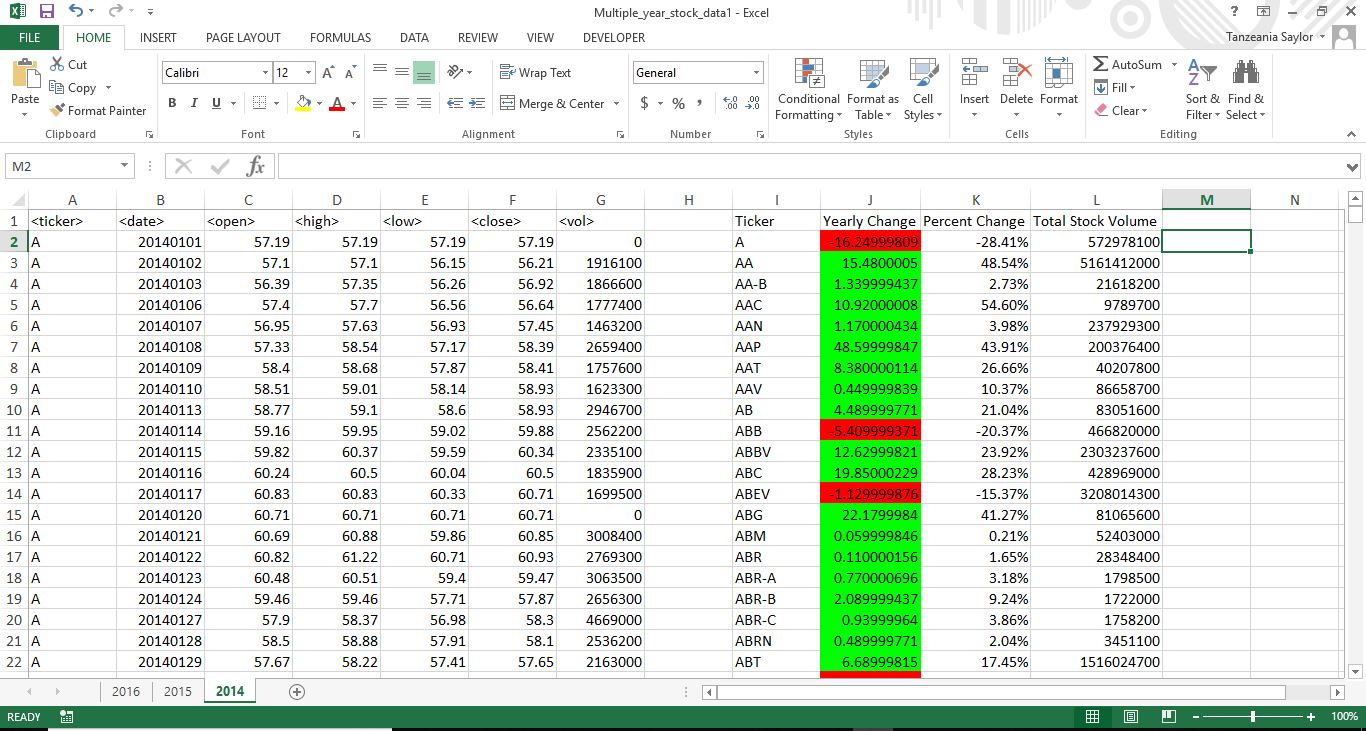 Multiple_year_stock_data1 - Excel
?
FILE HOME INSERT PAGE LAYOUT FORMULAS DATA REVIEW VIEW DEVELOPER Tanzeania Saylor
Paste
Cut
Copy
Format Painter
Calibri 12
B I U A
Wrap Text
Merge & Center
General
$ % ,
Conditional Formatting
Format as Table
Cell Styles
Insert Delete Format
AutoSum
Fill
Clear
Sort & Filter
Find & Select
Clipboard Font Alignment Number Styles Cells Editing
M2 fx
A B C D E F G H I J K L M N
1 <ticker> <date> <open> <high> <low> <close> <vol> Ticker Yearly Change Percent Change Total Stock Volume
2 A 20140101 57.19 57.19 57.19 57.19 0 A -16.24999809 -28.41% 572978100
3 A 20140102 57.1 57.1 56.15 56.21 1916100 AA 15.4800005 48.54% 5161412000
4 A 20140103 56.39 57.35 56.26 56.92 1866600 AA-B 1.339999437 2.73% 21618200
5 A 20140106 57.4 57.7 56.56 56.64 1777400 AAC 10.92000008 54.60% 9789700
6 A 20140107 56.95 57.63 56.93 57.45 1463200 AAN 1.170000434 3.98% 237929300
7 A 20140108 57.33 58.54 57.17 58.39 2659400 AAP 48.59999847 43.91% 200376400
8 A 20140109 58.4 58.68 57.87 58.41 1757600 AAT 8.380000114 26.66% 40207800
9 A 20140110 58.51 59.01 58.14 58.93 1623300 AAV 0.449999839 10.37% 86658700
10 A 20140113 58.77 59.1 58.6 58.93 2946700 AB 4.489999771 21.04% 83051600
11 A 20140114 59.16 59.95 59.02 59.88 2562200 ABB -5.409999371 -20.37% 466820000
12 A 20140115 59.82 60.37 59.59 60.34 2335100 ABBV 12.62999821 23.92% 2303237600
13 A 20140116 60.24 60.5 60.04 60.5 1835900 ABC 19.85000229 28.23% 428969000
14 A 20140117 60.83 60.83 60.33 60.71 1699500 ABEV -1.129999876 -15.37% 3208014300
15 A 20140120 60.71 60.71 60.71 60.71 0 ABG 22.1799984 41.27% 81065600
16 A 20140121 60.69 60.88 59.86 60.85 3008400 ABM 0.059999846 0.21% 52403000
17 A 20140122 60.82 61.22 60.71 60.93 2769300 ABR 0.110000156 1.65% 28348400
18 A 20140123 60.48 60.51 59.4 59.47 3063500 ABR-A 0.770000696 3.18% 1798500
19 A 20140124 59.46 59.46 57.71 57.87 2656300 ABR-B 2.089999437 9.24% 1722000
20 A 20140127 57.9 58.37 56.98 58.3 4669000 ABR-C 0.93999964 3.86% 1758200
21 A 20140128 58.5 58.88 57.91 58.1 2536200 ABRN 0.489999771 2.04% 3451100
22 A 20140129 57.67 58.22 57.41 57.65 2163000 ABT 6.68999815 17.45% 1516024700
2016 2015 2014
READY 100%